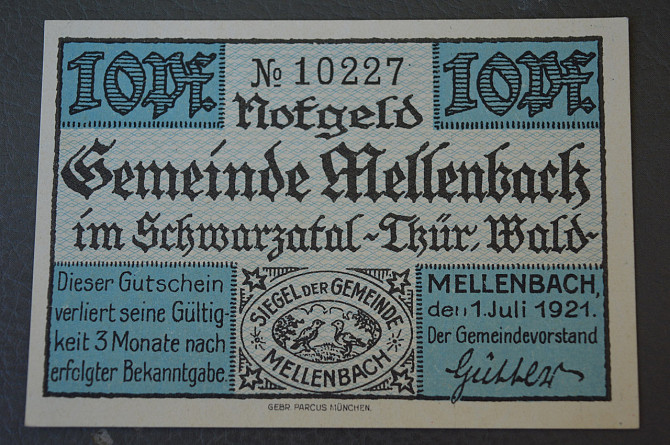 10 Pf. № 10227 10 Pf.
Notgeld
Gemeinde Mellenbach
im Schwarzatal-Thür. Wald-
Dieser Gutschein
verliert seine Gültig-
keit 3 Monate nach
erfolgter Bekanntgabe.
SIEGEL DER GEMEINDE
MELLENBACH
MELLENBACH,
den 1. Juli 1921.
Der Gemeindevorstand
GEBR. PARCUS MÜNCHEN.